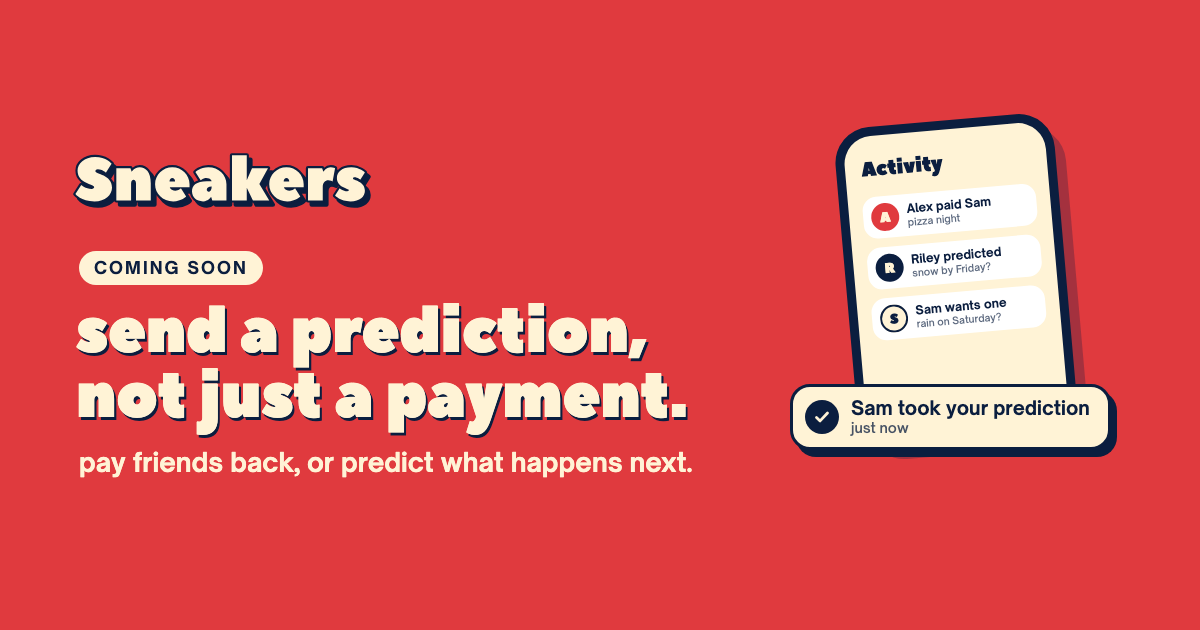 Sneakers
COMING SOON
send a prediction,
not just a payment.
pay friends back, or predict what happens next.
Activity
A
Alex paid Sam
pizza night
R
Riley predicted
snow by Friday?
S
Sam wants one
rain on Saturday?
Sam took your prediction
just now